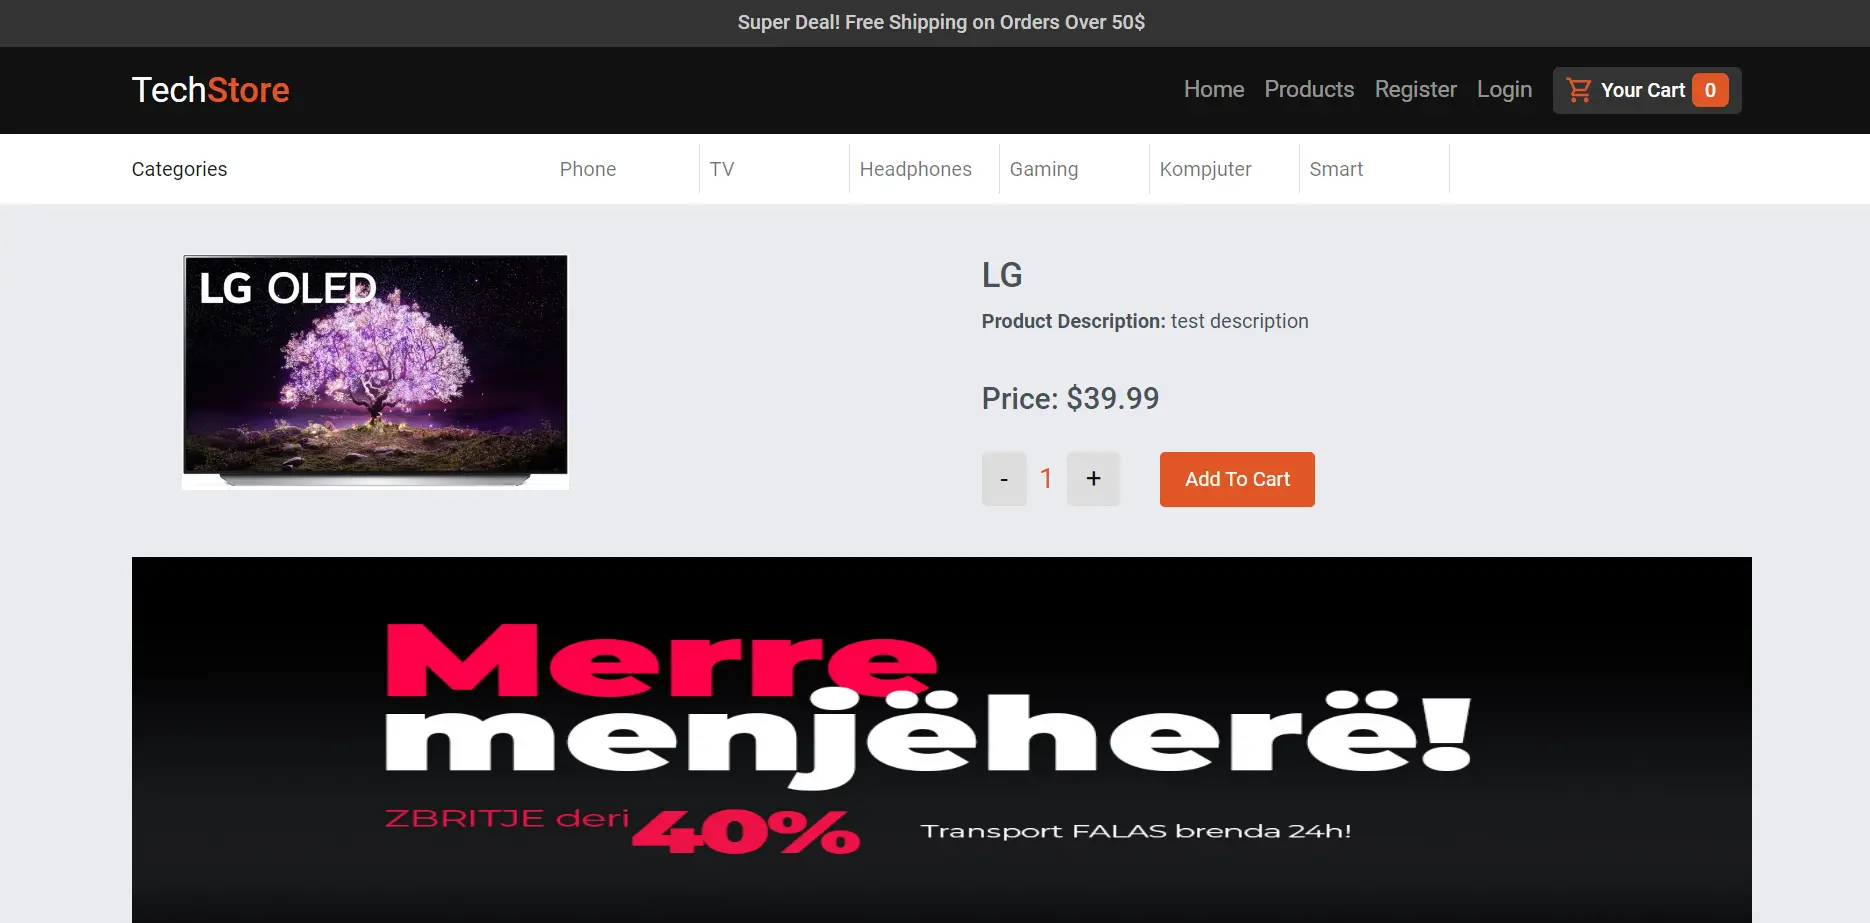 Super Deal! Free Shipping on Orders Over 50$
TechStore
Home Products Register Login Your Cart 0
Categories Phone TV Headphones Gaming Kompjuter Smart
LG OLED
LG
Product Description: test description
Price: $39.99
- 1 + Add To Cart
Merre
menjëherë!
ZBRITJE deri 40% Transport FALAS brenda 24h!